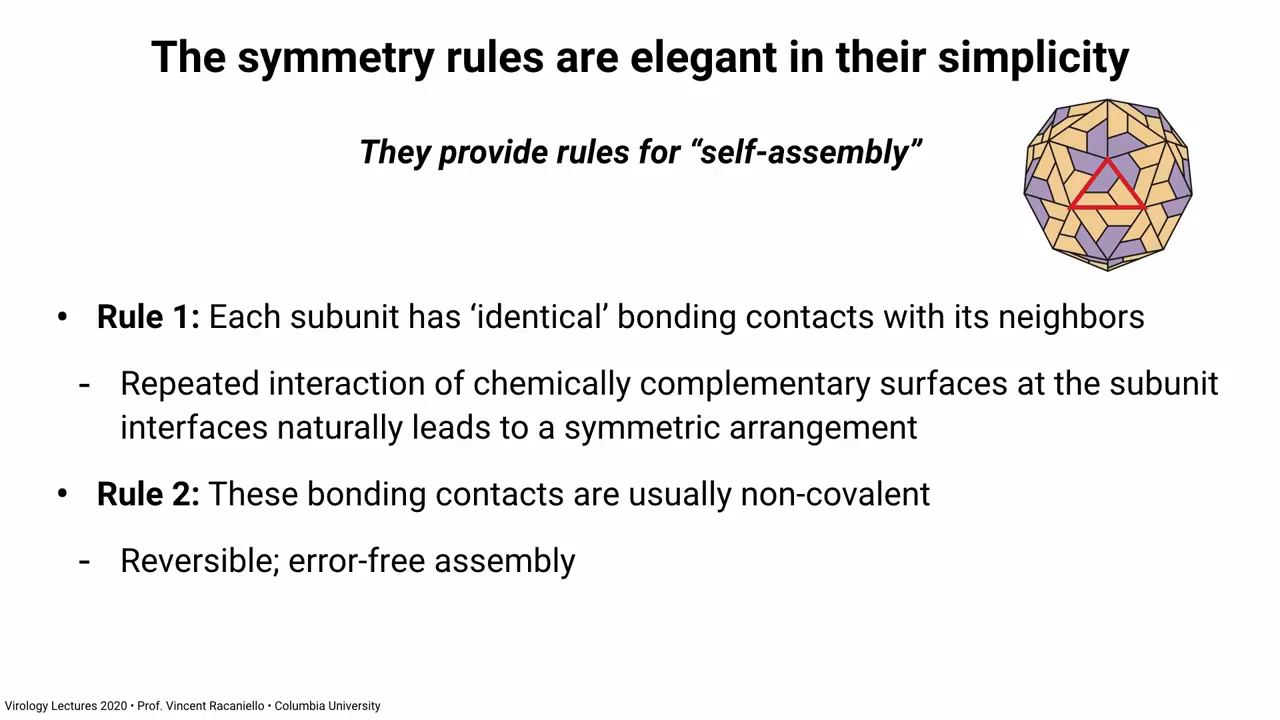 The symmetry rules are elegant in their simplicity
They provide rules for “self-assembly”
• Rule 1: Each subunit has ‘identical’ bonding contacts with its neighbors
- Repeated interaction of chemically complementary surfaces at the subunit
interfaces naturally leads to a symmetric arrangement
• Rule 2: These bonding contacts are usually non-covalent
- Reversible; error-free assembly
Virology Lectures 2020 • Prof. Vincent Racaniello • Columbia University